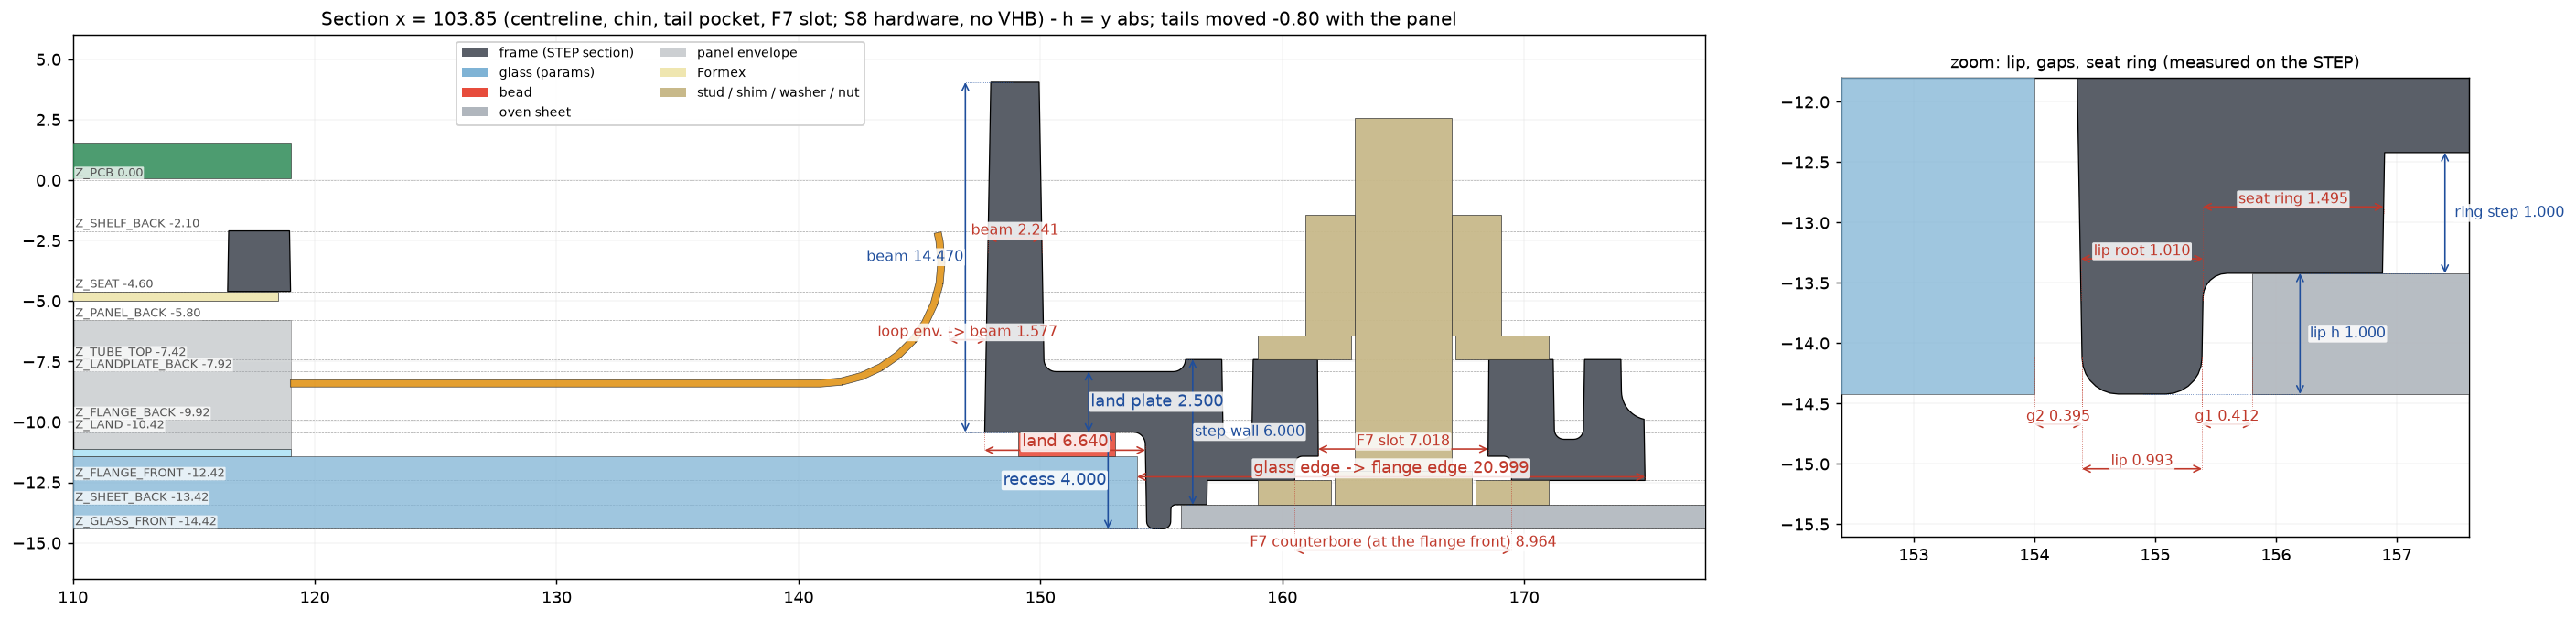 Section x = 103.85 (centreline, chin, tail pocket, F7 slot; S8 hardware, no VHB) - h = y abs; tails moved -0.80 with the panel
frame (STEP section)
glass (params)
bead
oven sheet
panel envelope
Formex
stud / shim / washer / nut
5.0
2.5
0.0
−2.5
−5.0
−7.5
−10.0
−12.5
−15.0
Z_PCB 0.00
Z_SHELF_BACK -2.10
Z_SEAT -4.60
Z_PANEL_BACK -5.80
Z_TUBE_TOP -7.42
Z_LANDPLATE_BACK -7.92
Z_FLANGE_BACK -9.92
Z_LAND -10.42
Z_FLANGE_FRONT -12.42
Z_SHEET_BACK -13.42
Z_GLASS_FRONT -14.42
beam 2.241
beam 14.470
loop env. -> beam 1.577
land plate 2.500
step wall 6.000
land 6.640
F7 slot 7.018
glass edge -> flange edge 20.999
recess 4.000
F7 counterbore (at the flange front) 8.964
110
120
130
140
150
160
170
zoom: lip, gaps, seat ring (measured on the STEP)
−12.0
−12.5
−13.0
−13.5
−14.0
−14.5
−15.0
−15.5
seat ring 1.495
ring step 1.000
lip root 1.010
lip h 1.000
g2 0.395
g1 0.412
lip 0.993
153
154
155
156
157